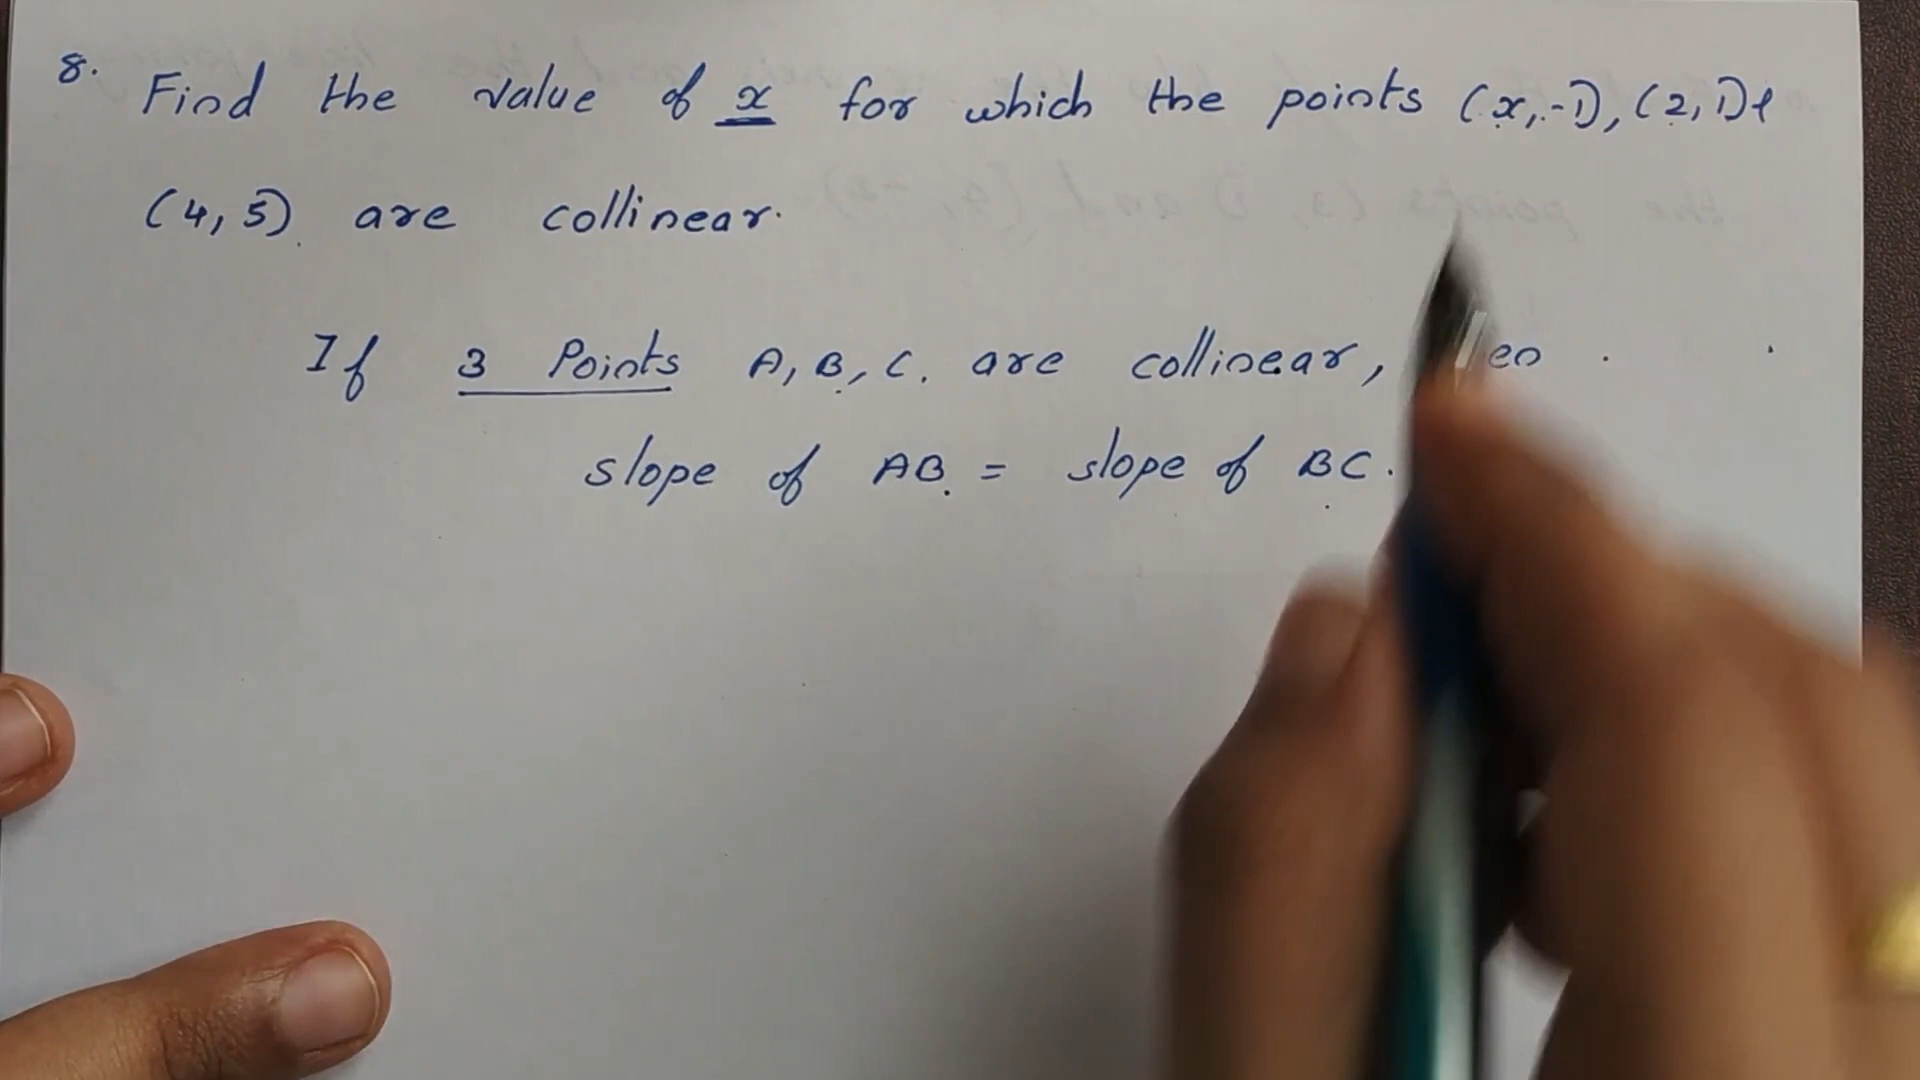 8. Find the value of x for which the points (x,-1), (2,1) &
(4,5) are collinear.
If 3 Points A, B, C. are collinear,
slope of AB = slope of BC.